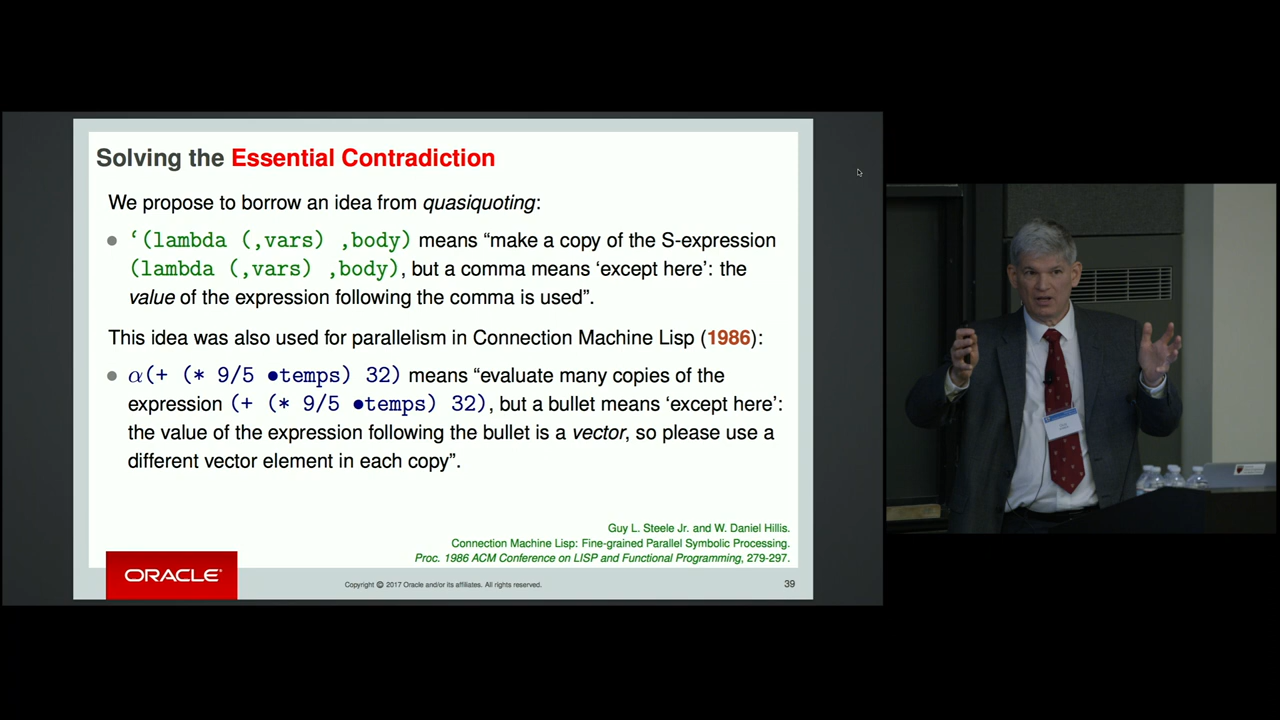 Solving the Essential Contradiction
We propose to borrow an idea from quasiquoting:
● ‘(lambda (,vars) ,body) means “make a copy of the S-expression
(lambda (,vars) ,body), but a comma means ‘except here’: the
value of the expression following the comma is used”.
This idea was also used for parallelism in Connection Machine Lisp (1986):
● α(+ (* 9/5 •temps) 32) means “evaluate many copies of the
expression (+ (* 9/5 •temps) 32), but a bullet means ‘except here’:
the value of the expression following the bullet is a vector, so please use a
different vector element in each copy”.
Guy L. Steele Jr. and W. Daniel Hillis.
Connection Machine Lisp: Fine-grained Parallel Symbolic Processing.
Proc. 1986 ACM Conference on LISP and Functional Programming, 279-297.
ORACLE®
Copyright © 2017 Oracle and/or its affiliates. All rights reserved.
39